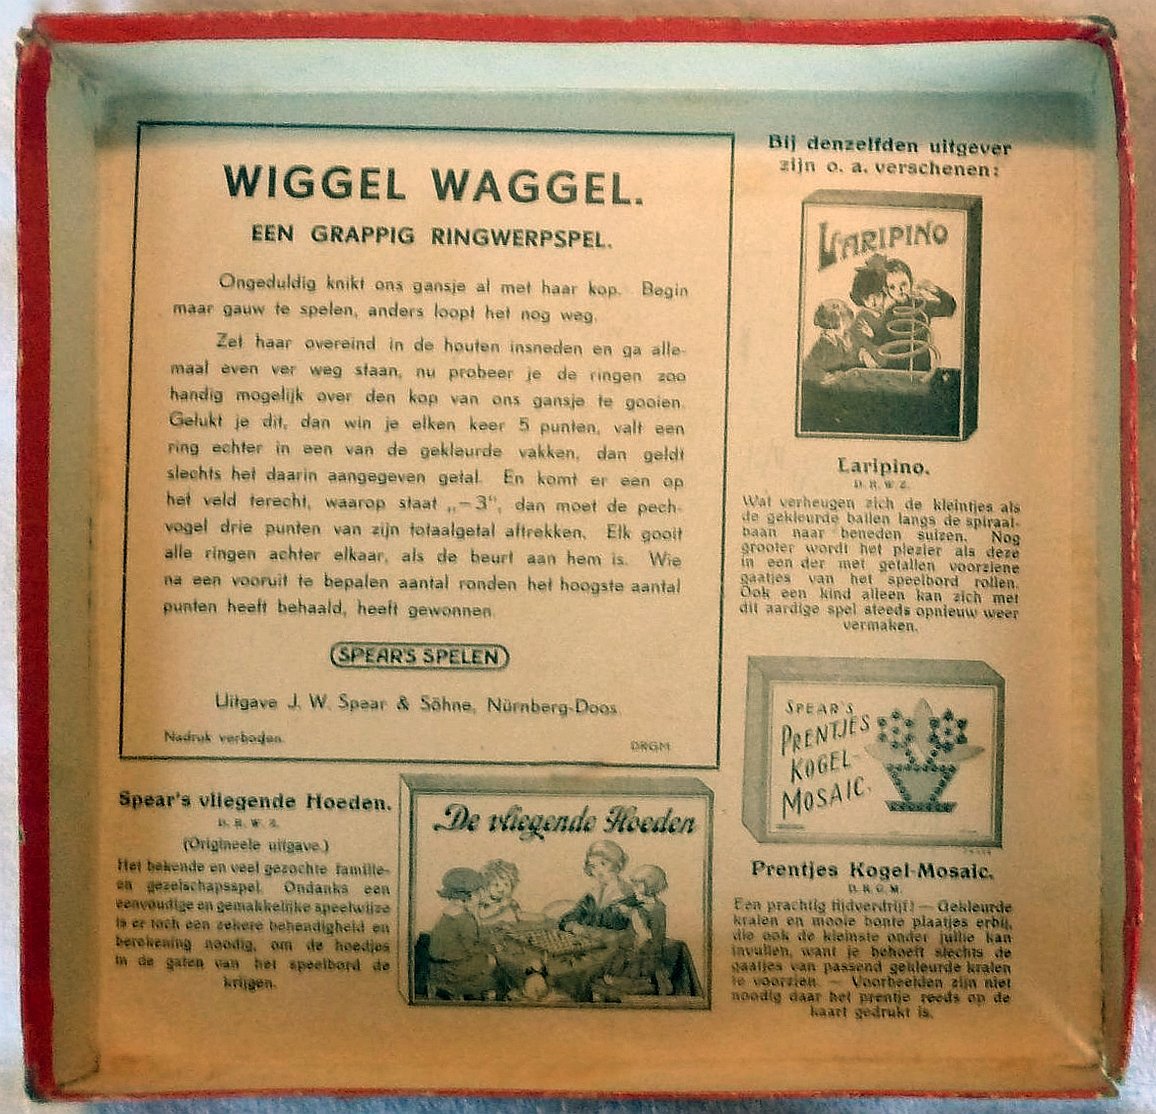 WIGGEL WAGGEL.
EEN GRAPPIG RINGWERPSPEL.
Ongeduldig knikt ons gansje al met haar kop. Begin
maar gauw te spelen, anders loopt het nog weg.
Zet haar overeind in de houten insneden en ga alle-
maal even ver weg staan, nu probeer je de ringen zoo
handig mogelijk over den kop van ons gansje te gooien.
Gelukt je dit, dan win je elken keer 5 punten, valt een
ring echter in een van de gekleurde vakken, dan geldt
slechts het daarin aangegeven getal. En komt er een op
het veld terecht, waarop staat „–3“, dan moet de pech-
vogel drie punten van zijn totaalgetal aftrekken. Elk gooit
alle ringen achter elkaar, als de beurt aan hem is. Wie
na een vooruit te bepalen aantal ronden het hoogste aantal
punten heeft behaald, heeft gewonnen.
SPEAR'S SPELEN
Uitgave J. W. Spear & Söhne, Nürnberg-Doos
Nadruk verboden.
DRGM
Bij denzelfden uitgever
zijn o. a. verschenen:
LARIPINO
Laripino.
D. R. W. Z.
Wat verheugen zich de kleintjes als
de gekleurde ballen langs de spiraal-
baan naar beneden suizen. Nog
grooter wordt het plezier als deze
in een der met getallen voorziene
gaatjes van het speelbord rollen.
Ook een kind alleen kan zich met
dit aardige spel steeds opnieuw weer
vermaken.
SPEAR'S
PRENTJES
KOGEL-
MOSAIC.
Prentjes Kogel-Mosaic.
D. R. G. M.
Een prachtig tijdverdrijf! — Gekleurde
kralen en mooie bonte plaatjes erbij,
die ook de kleinste onder jullie kan
invullen, want je behoeft slechts de
gaatjes van passend gekleurde kralen
te voorzien. — Voorbeelden zijn niet
noodig daar het prentje reeds op de
kaart gedrukt is.
Spear's vliegende Hoeden.
D. R. W. Z.
(Origineele uitgave.)
Het bekende en veel gezochte familie-
en gezelschapsspel. Ondanks een
eenvoudige en gemakkelijke speelwijze
is er toch een zekere behendigheid en
berekening noodig, om de hoedjes
in de gaten van het speelbord de
krijgen.
De vliegende Hoeden